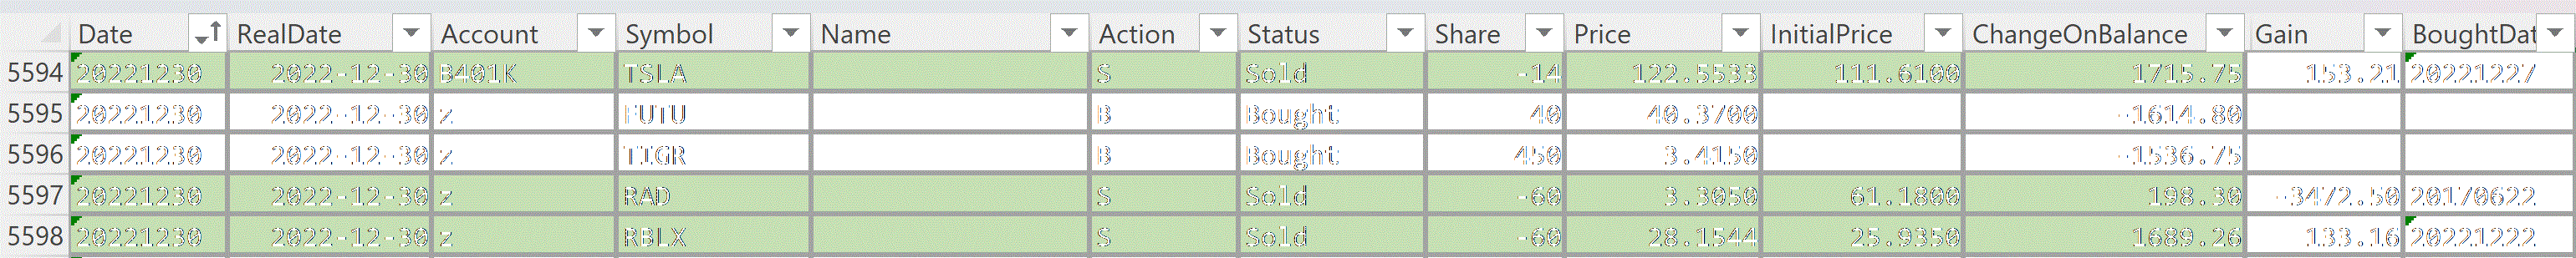 Date RealDate Account Symbol Name Action Status Share Price InitialPrice ChangeOnBalance Gain BoughtDat
5594 20221230 2022-12-30 B401K TSLA S Sold -14 122.5533 111.6100 1715.75 153.21 20221227
5595 20221230 2022-12-30 z FUTU B Bought 40 40.3700 -1614.80
5596 20221230 2022-12-30 z TIGR B Bought 450 3.4150 -1536.75
5597 20221230 2022-12-30 z RAD S Sold -60 3.3050 61.1800 198.30 -3472.50 20170622
5598 20221230 2022-12-30 z RBLX S Sold -60 28.1544 25.9350 1689.26 133.16 20221222